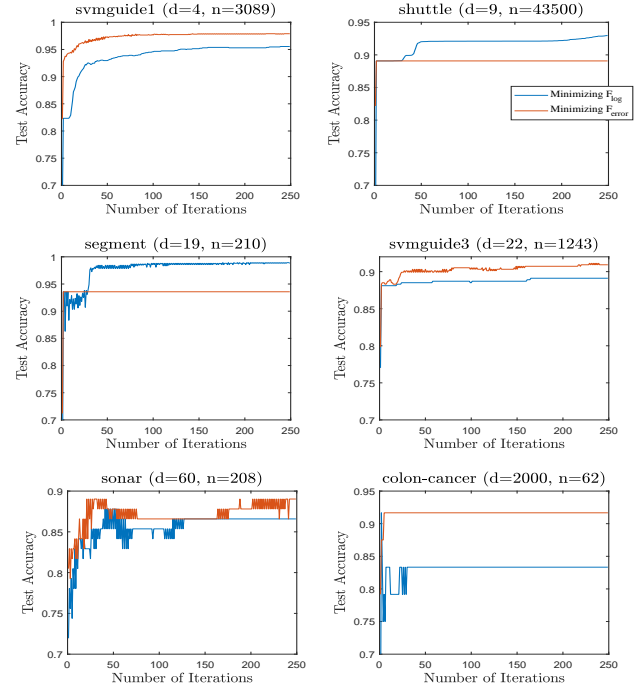 svmguide1 (d=4, n=3089)
1
0.95
0.9
0.85
0.8
0.75
0.7
Test Accuracy
0 50 100 150 200 250
Number of Iterations
shuttle (d=9, n=43500)
0.95
0.9
0.85
0.8
0.75
0.7
Test Accuracy
Minimizing F_log
Minimizing F_error
0 50 100 150 200 250
Number of Iterations
segment (d=19, n=210)
1
0.95
0.9
0.85
0.8
0.75
0.7
Test Accuracy
0 50 100 150 200 250
Number of Iterations
svmguide3 (d=22, n=1243)
0.9
0.85
0.8
0.75
0.7
Test Accuracy
0 50 100 150 200 250
Number of Iterations
sonar (d=60, n=208)
0.9
0.85
0.8
0.75
0.7
Test Accuracy
0 50 100 150 200 250
Number of Iterations
colon-cancer (d=2000, n=62)
0.95
0.9
0.85
0.8
0.75
0.7
Test Accuracy
0 50 100 150 200 250
Number of Iterations